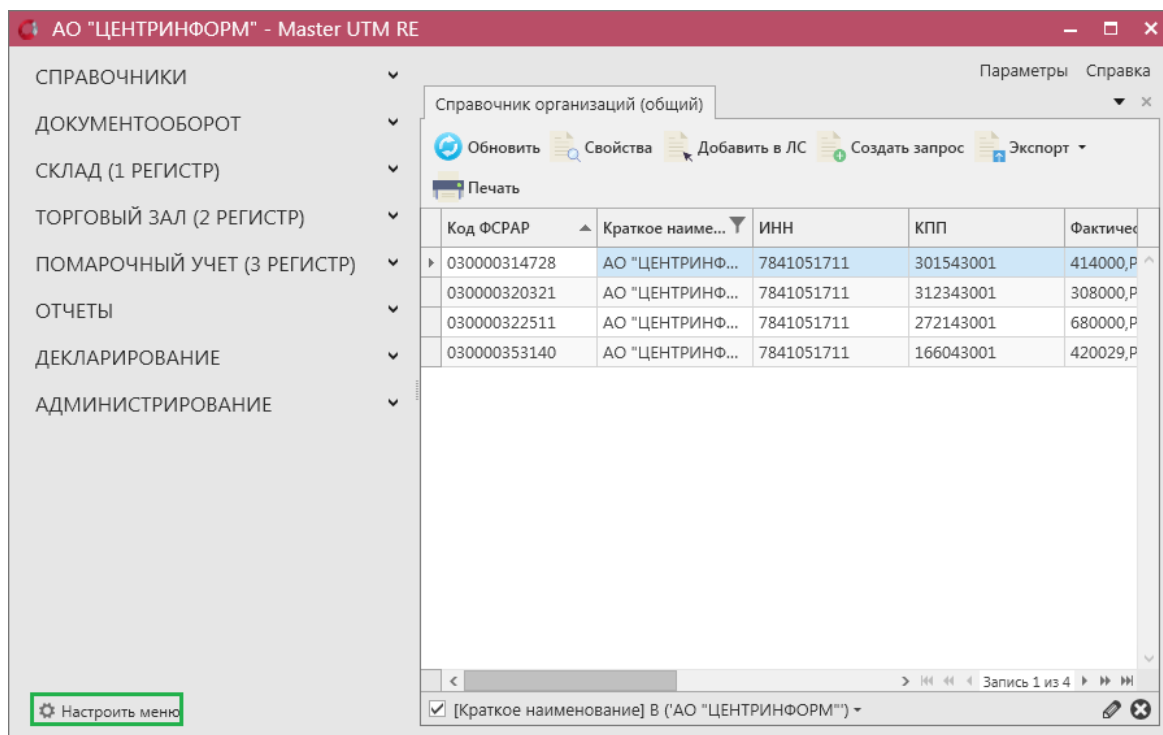 АО "ЦЕНТРИНФОРМ" - Master UTM RE
Параметры Справка
СПРАВОЧНИКИ
ДОКУМЕНТООБОРОТ
СКЛАД (1 РЕГИСТР)
ТОРГОВЫЙ ЗАЛ (2 РЕГИСТР)
ПОМАРОЧНЫЙ УЧЕТ (3 РЕГИСТР)
ОТЧЕТЫ
ДЕКЛАРИРОВАНИЕ
АДМИНИСТРИРОВАНИЕ
Настроить меню
Справочник организаций (общий)
Обновить Свойства Добавить в ЛС Создать запрос Экспорт
Печать
Код ФСРАР Краткое наиме... ИНН КПП Фактичес
030000314728 АО "ЦЕНТРИНФ... 7841051711 301543001 414000,Р
030000320321 АО "ЦЕНТРИНФ... 7841051711 312343001 308000,Р
030000322511 АО "ЦЕНТРИНФ... 7841051711 272143001 680000,Р
030000353140 АО "ЦЕНТРИНФ... 7841051711 166043001 420029,Р
Запись 1 из 4
[Краткое наименование] В ('АО "ЦЕНТРИНФОРМ"')